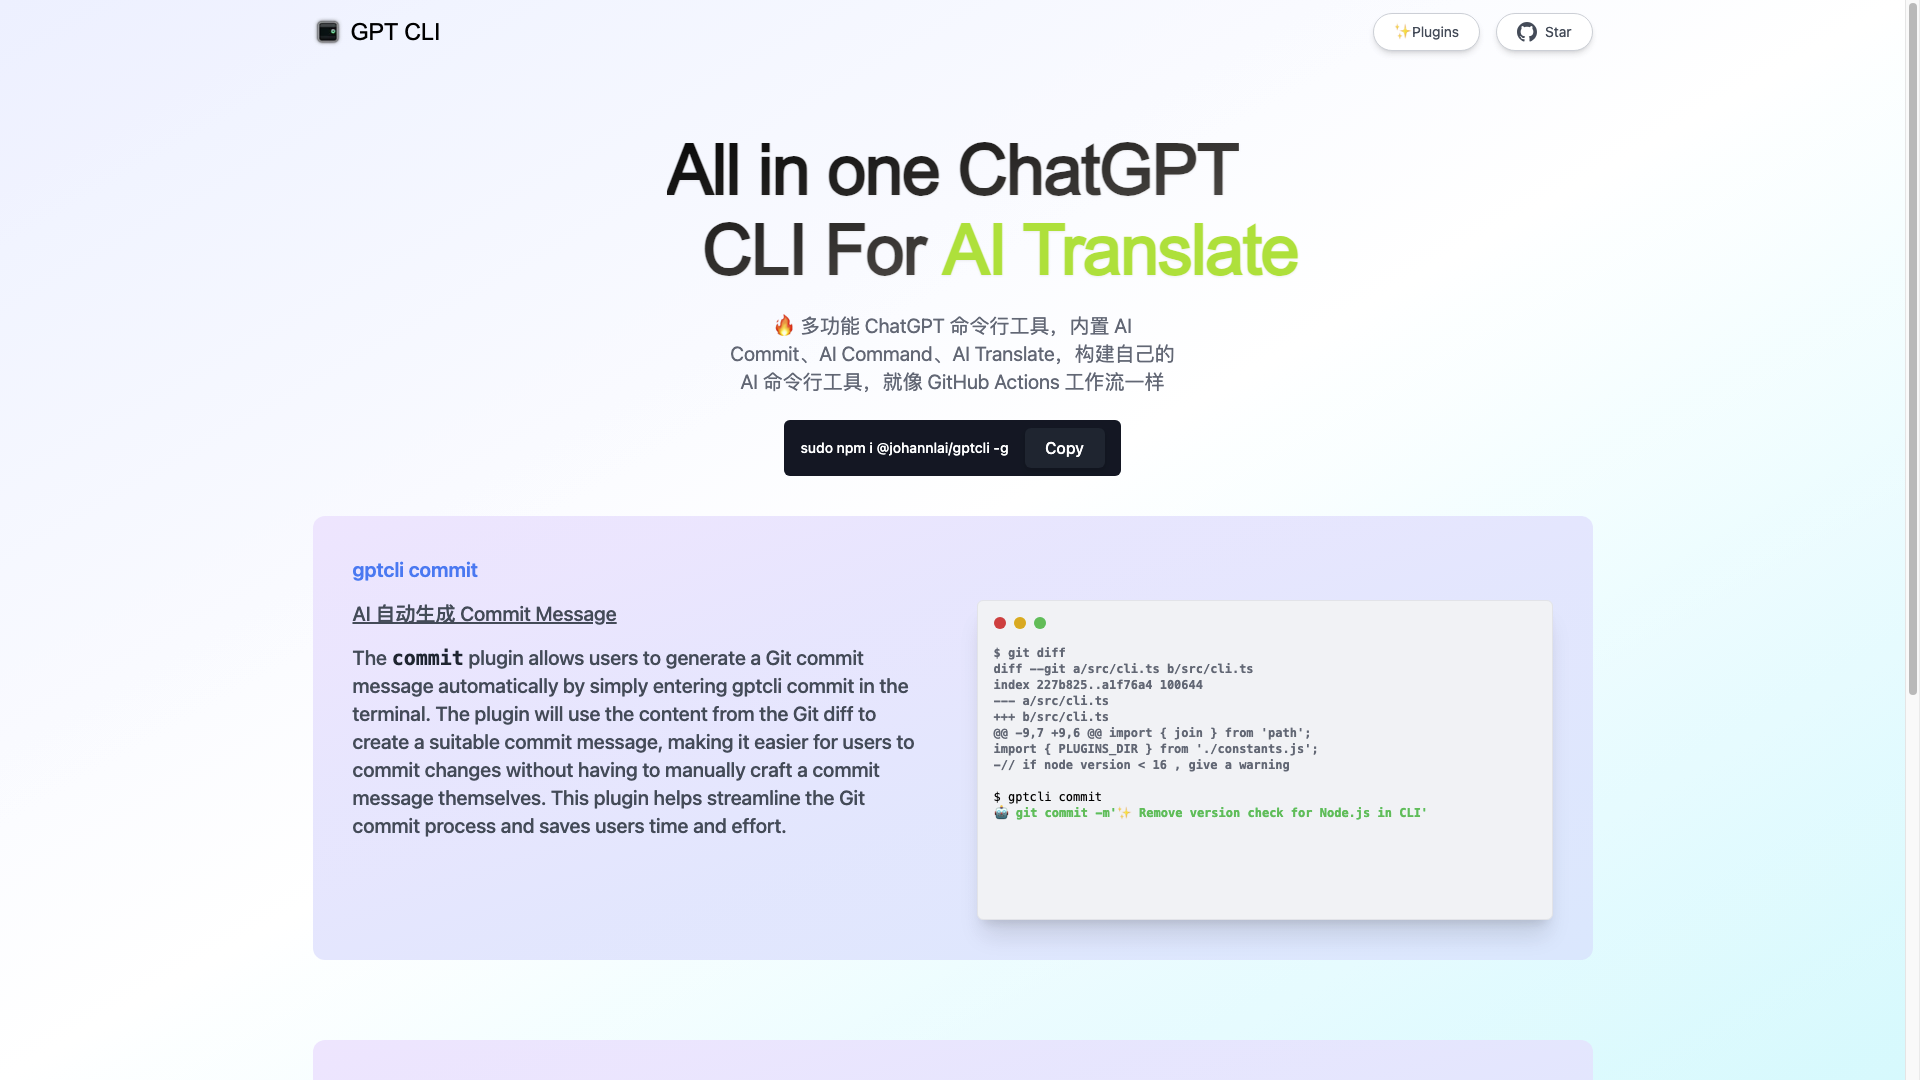 GPT CLI
✨Plugins
Star
All in one ChatGPT
CLI For AI Translate
🔥 多功能 ChatGPT 命令行工具，内置 AI
Commit、AI Command、AI Translate，构建自己的
AI 命令行工具，就像 GitHub Actions 工作流一样
sudo npm i @johannlai/gptcli -g
Copy
gptcli commit
AI 自动生成 Commit Message
The commit plugin allows users to generate a Git commit
message automatically by simply entering gptcli commit in the
terminal. The plugin will use the content from the Git diff to
create a suitable commit message, making it easier for users to
commit changes without having to manually craft a commit
message themselves. This plugin helps streamline the Git
commit process and saves users time and effort.
$ git diff
diff --git a/src/cli.ts b/src/cli.ts
index 227b825..a1f76a4 100644
--- a/src/cli.ts
+++ b/src/cli.ts
@@ -9,7 +9,6 @@ import { join } from 'path';
import { PLUGINS_DIR } from './constants.js';
-// if node version < 16 , give a warning
$ gptcli commit
🤖 git commit -m'✨ Remove version check for Node.js in CLI'